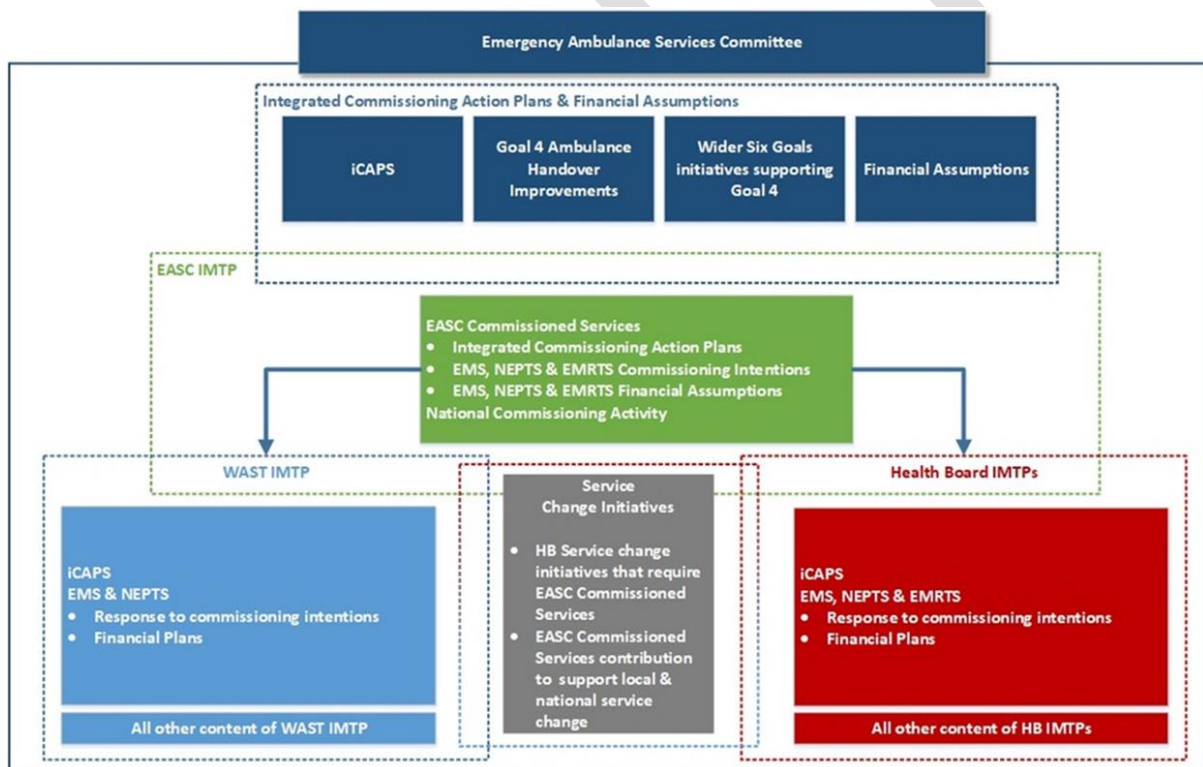 Emergency Ambulance Services Committee
Integrated Commissioning Action Plans & Financial Assumptions
iCAPS
Goal 4 Ambulance
Handover
Improvements
Wider Six Goals
initiatives supporting
Goal 4
Financial Assumptions
EASC IMTP
EASC Commissioned Services
• Integrated Commissioning Action Plans
• EMS, NEPTS & EMRTS Commissioning Intentions
• EMS, NEPTS & EMRTS Financial Assumptions
National Commissioning Activity
WAST IMTP
iCAPS
EMS & NEPTS
• Response to commissioning intentions
• Financial Plans
All other content of WAST IMTP
Service
Change Initiatives
• HB Service change
initiatives that require
EASC Commissioned
Services
• EASC Commissioned
Services contribution
to support local &
national service
change
Health Board IMTPs
iCAPS
EMS, NEPTS & EMRTS
• Response to commissioning intentions
• Financial Plans
All other content of HB IMTPs